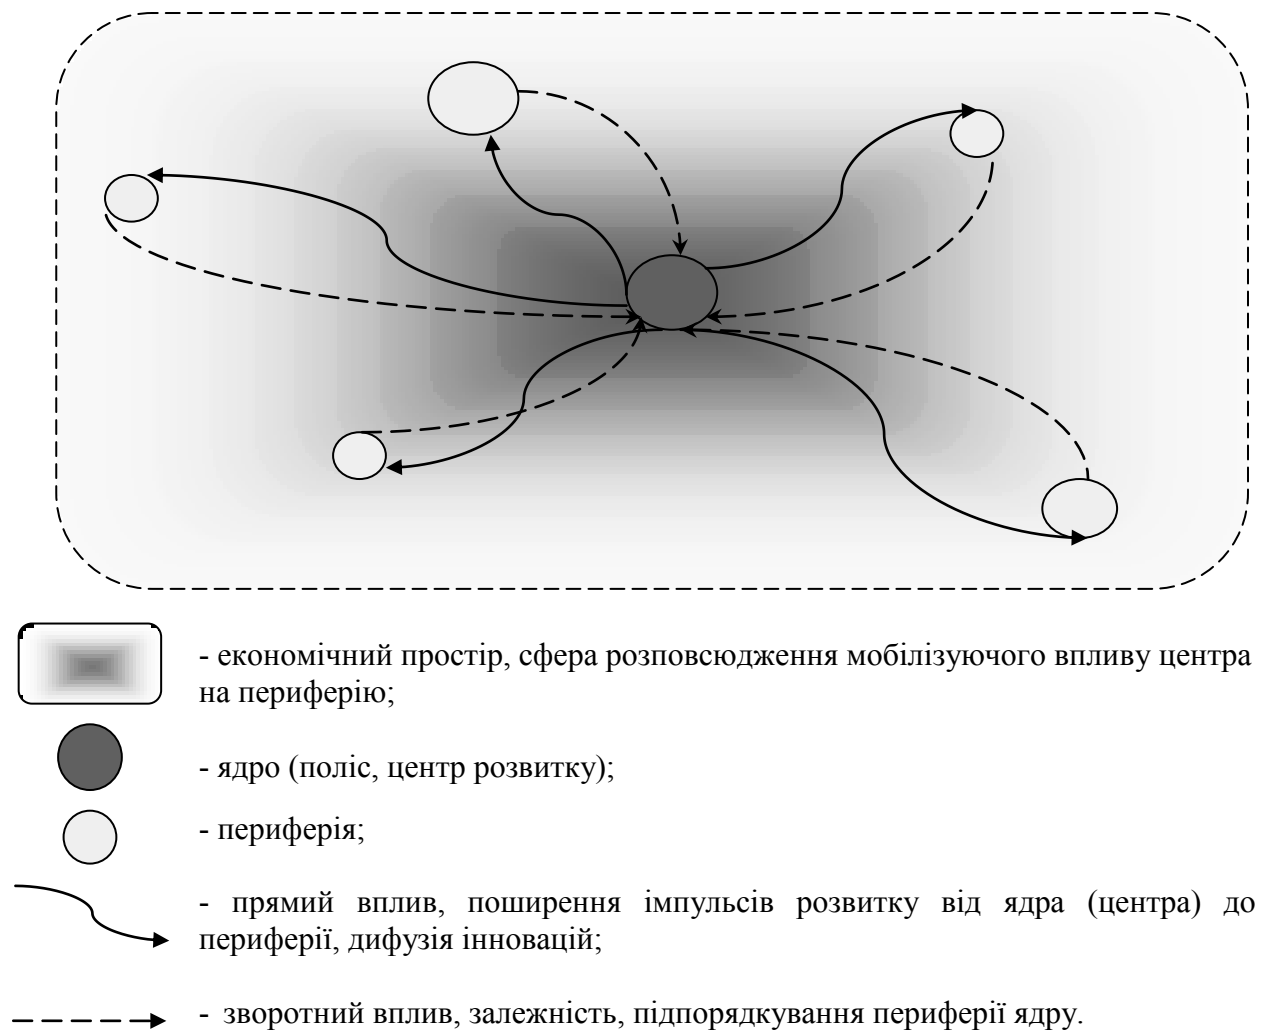 - економічний простір, сфера розповсюдження мобілізуючого впливу центра
на периферію;
- ядро (поліс, центр розвитку);
- периферія;
- прямий вплив, поширення імпульсів розвитку від ядра (центра) до
периферії, дифузія інновацій;
- зворотний вплив, залежність, підпорядкування периферії ядру.